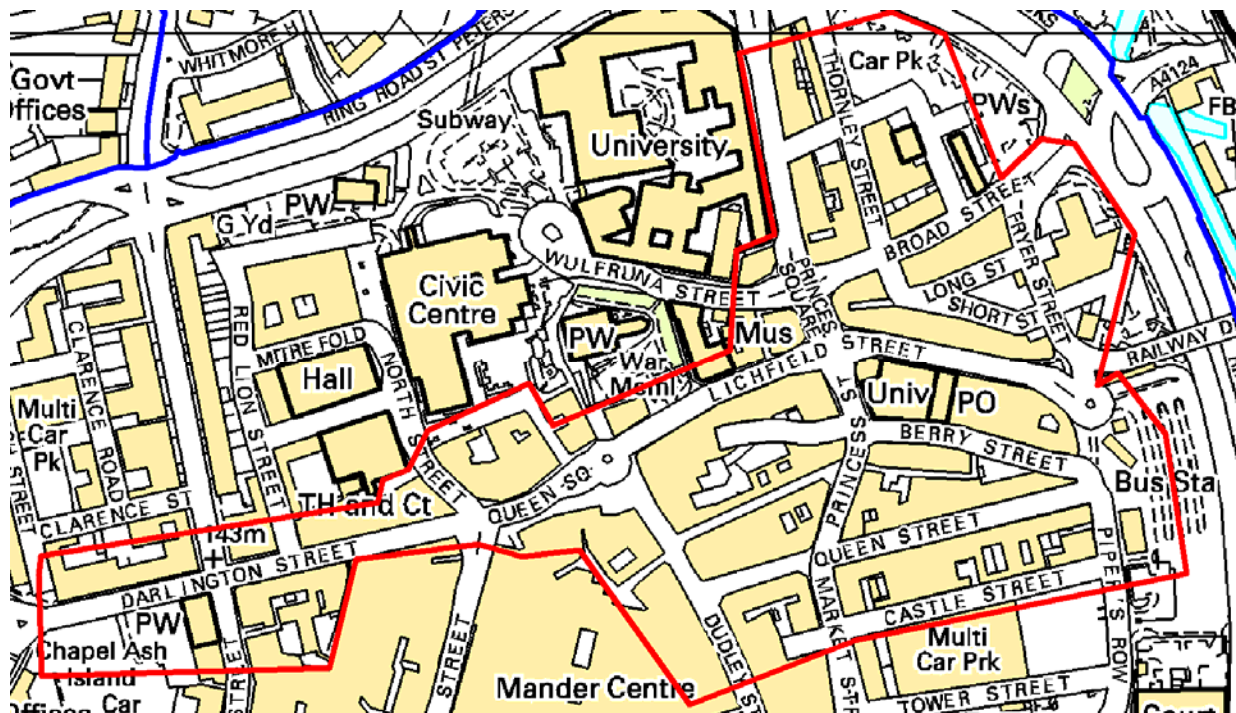 WHITMORE H
RING ROAD ST PETERS
Govt
ffices
Subway
University
Car Pk
THORNLEY STREET
PWs
A4124
FB
PW
G Yd
WULFRUNA STREET
PRINCES
SQUARE
BROAD STREET
FRYER STREET
LONG ST
SHORT ST
RAILWAY D
Civic
Centre
PW
War
Meml
Mus
LICHFIELD STREET
RED LION STREET
MITRE FOLD
Hall
NORTH STREET
CLARENCE ROAD
Multi
Car
Pk
STREET
CLARENCE ST
TH and Ct
QUEEN SQ
Univ
PO
PRINCESS ST
BERRY STREET
Bus Sta
143m
DARLINGTON STREET
QUEEN STREET
PIPER'S ROW
MARKET STR
CASTLE STREET
PW
Chapel Ash
Island
Car
Offices
STREET
STREET
Mander Centre
DUDLEY ST
Multi
Car Prk
TOWER STREET
Court